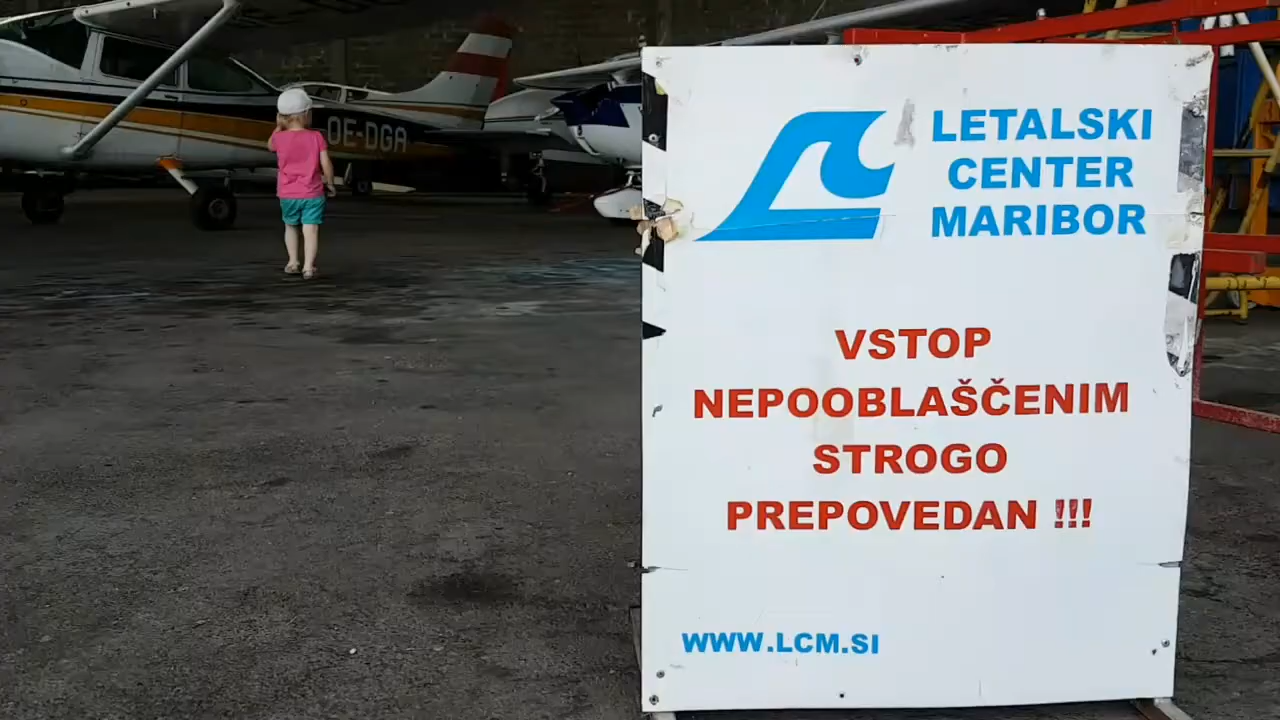 OE-DGA
LETALSKI
CENTER
MARIBOR
VSTOP
NEPOOBLAŠČENIM
STROGO
PREPOVEDAN !!!
WWW.LCM.SI